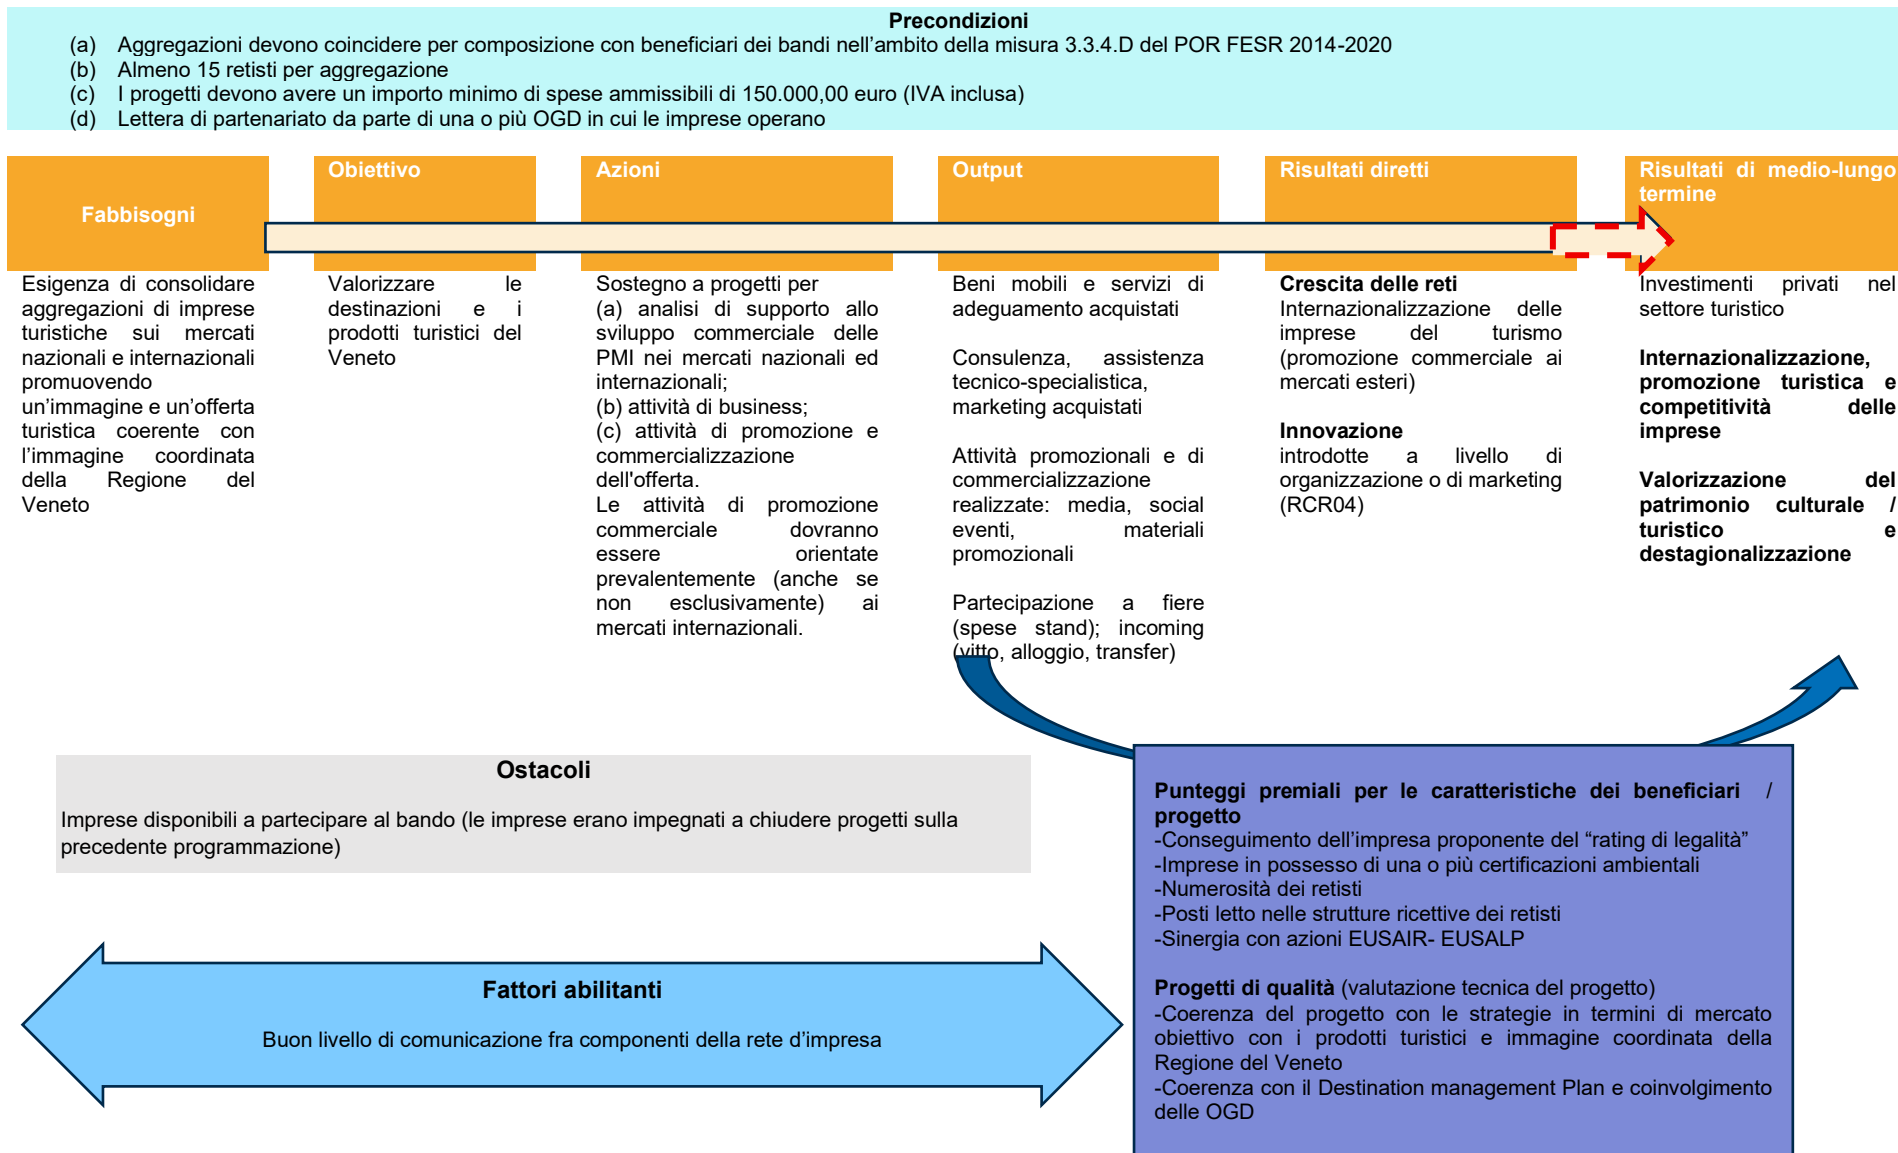 Precondizioni
(a) Aggregazioni devono coincidere per composizione con beneficiari dei bandi nell'ambito della misura 3.3.4.D del POR FESR 2014-2020
(b) Almeno 15 retisti per aggregazione
(c) I progetti devono avere un importo minimo di spese ammissibili di 150.000,00 euro (IVA inclusa)
(d) Lettera di partenariato da parte di una o più OGD in cui le imprese operano
Fabbisogni
Esigenza di consolidare
aggregazioni di imprese
turistiche sui mercati
nazionali e internazionali
promuovendo
un'immagine e un'offerta
turistica coerente con
l'immagine coordinata
della Regione del
Veneto
Obiettivo
Valorizzare le
destinazioni e i
prodotti turistici del
Veneto
Azioni
Sostegno a progetti per
(a) analisi di supporto allo
sviluppo commerciale delle
PMI nei mercati nazionali ed
internazionali;
(b) attività di business;
(c) attività di promozione e
commercializzazione
dell'offerta.
Le attività di promozione
commerciale dovranno
essere orientate
prevalentemente (anche se
non esclusivamente) ai
mercati internazionali.
Output
Beni mobili e servizi di
adeguamento acquistati
Consulenza, assistenza
tecnico-specialistica,
marketing acquistati
Attività promozionali e di
commercializzazione
realizzate: media, social
eventi, materiali
promozionali
Partecipazione a fiere
(spese stand); incoming
(vitto, alloggio, transfer)
Risultati diretti
Crescita delle reti
Internazionalizzazione delle
imprese del turismo
(promozione commerciale ai
mercati esteri)
Innovazione
introdotte a livello di
organizzazione o di marketing
(RCR04)
Risultati di medio-lungo
termine
Investimenti privati nel
settore turistico
Internazionalizzazione,
promozione turistica e
competitività delle
imprese
Valorizzazione del
patrimonio culturale /
turistico e
destagionalizzazione
Ostacoli
Imprese disponibili a partecipare al bando (le imprese erano impegnati a chiudere progetti sulla
precedente programmazione)
Fattori abilitanti
Buon livello di comunicazione fra componenti della rete d'impresa
Punteggi premiali per le caratteristiche dei beneficiari /
progetto
-Conseguimento dell'impresa proponente del "rating di legalità"
-Imprese in possesso di una o più certificazioni ambientali
-Numerosità dei retisti
-Posti letto nelle strutture ricettive dei retisti
-Sinergia con azioni EUSAIR- EUSALP
Progetti di qualità (valutazione tecnica del progetto)
-Coerenza del progetto con le strategie in termini di mercato
obiettivo con i prodotti turistici e immagine coordinata della
Regione del Veneto
-Coerenza con il Destination management Plan e coinvolgimento
delle OGD